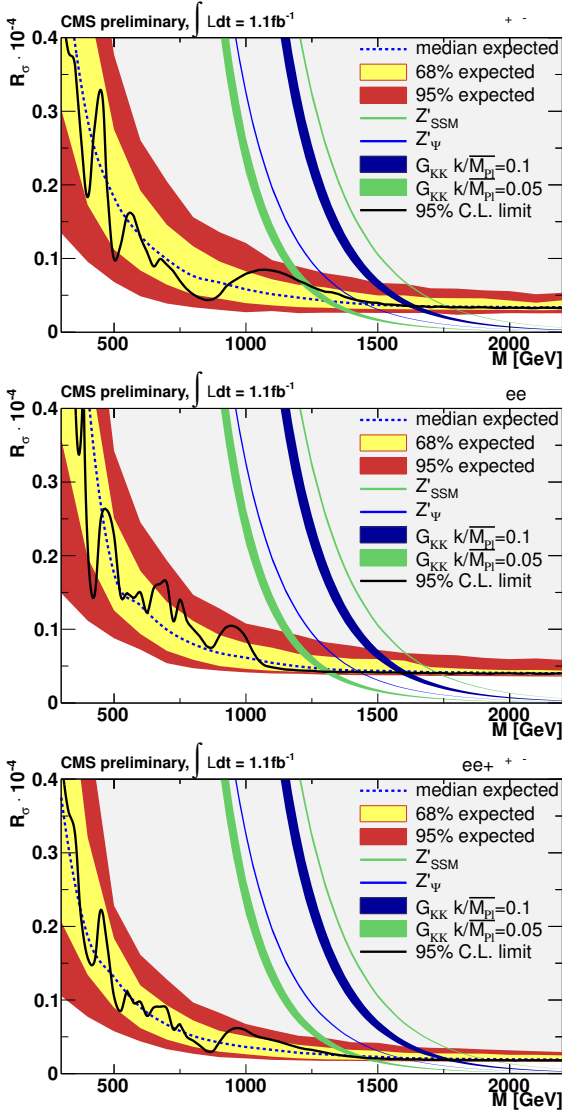 CMS preliminary, ∫ Ldt = 1.1fb⁻¹ + -
R_σ · 10⁻⁴
0.4
0.3
0.2
0.1
0
median expected
68% expected
95% expected
Z'_SSM
Z'_Ψ
G_KK k/M̅_Pl=0.1
G_KK k/M̅_Pl=0.05
95% C.L. limit
500 1000 1500 2000
M [GeV]
CMS preliminary, ∫ Ldt = 1.1fb⁻¹ ee
R_σ · 10⁻⁴
0.4
0.3
0.2
0.1
0
median expected
68% expected
95% expected
Z'_SSM
Z'_Ψ
G_KK k/M̅_Pl=0.1
G_KK k/M̅_Pl=0.05
95% C.L. limit
500 1000 1500 2000
M [GeV]
CMS preliminary, ∫ Ldt = 1.1fb⁻¹ ee+ + -
R_σ · 10⁻⁴
0.4
0.3
0.2
0.1
0
median expected
68% expected
95% expected
Z'_SSM
Z'_Ψ
G_KK k/M̅_Pl=0.1
G_KK k/M̅_Pl=0.05
95% C.L. limit
500 1000 1500 2000
M [GeV]